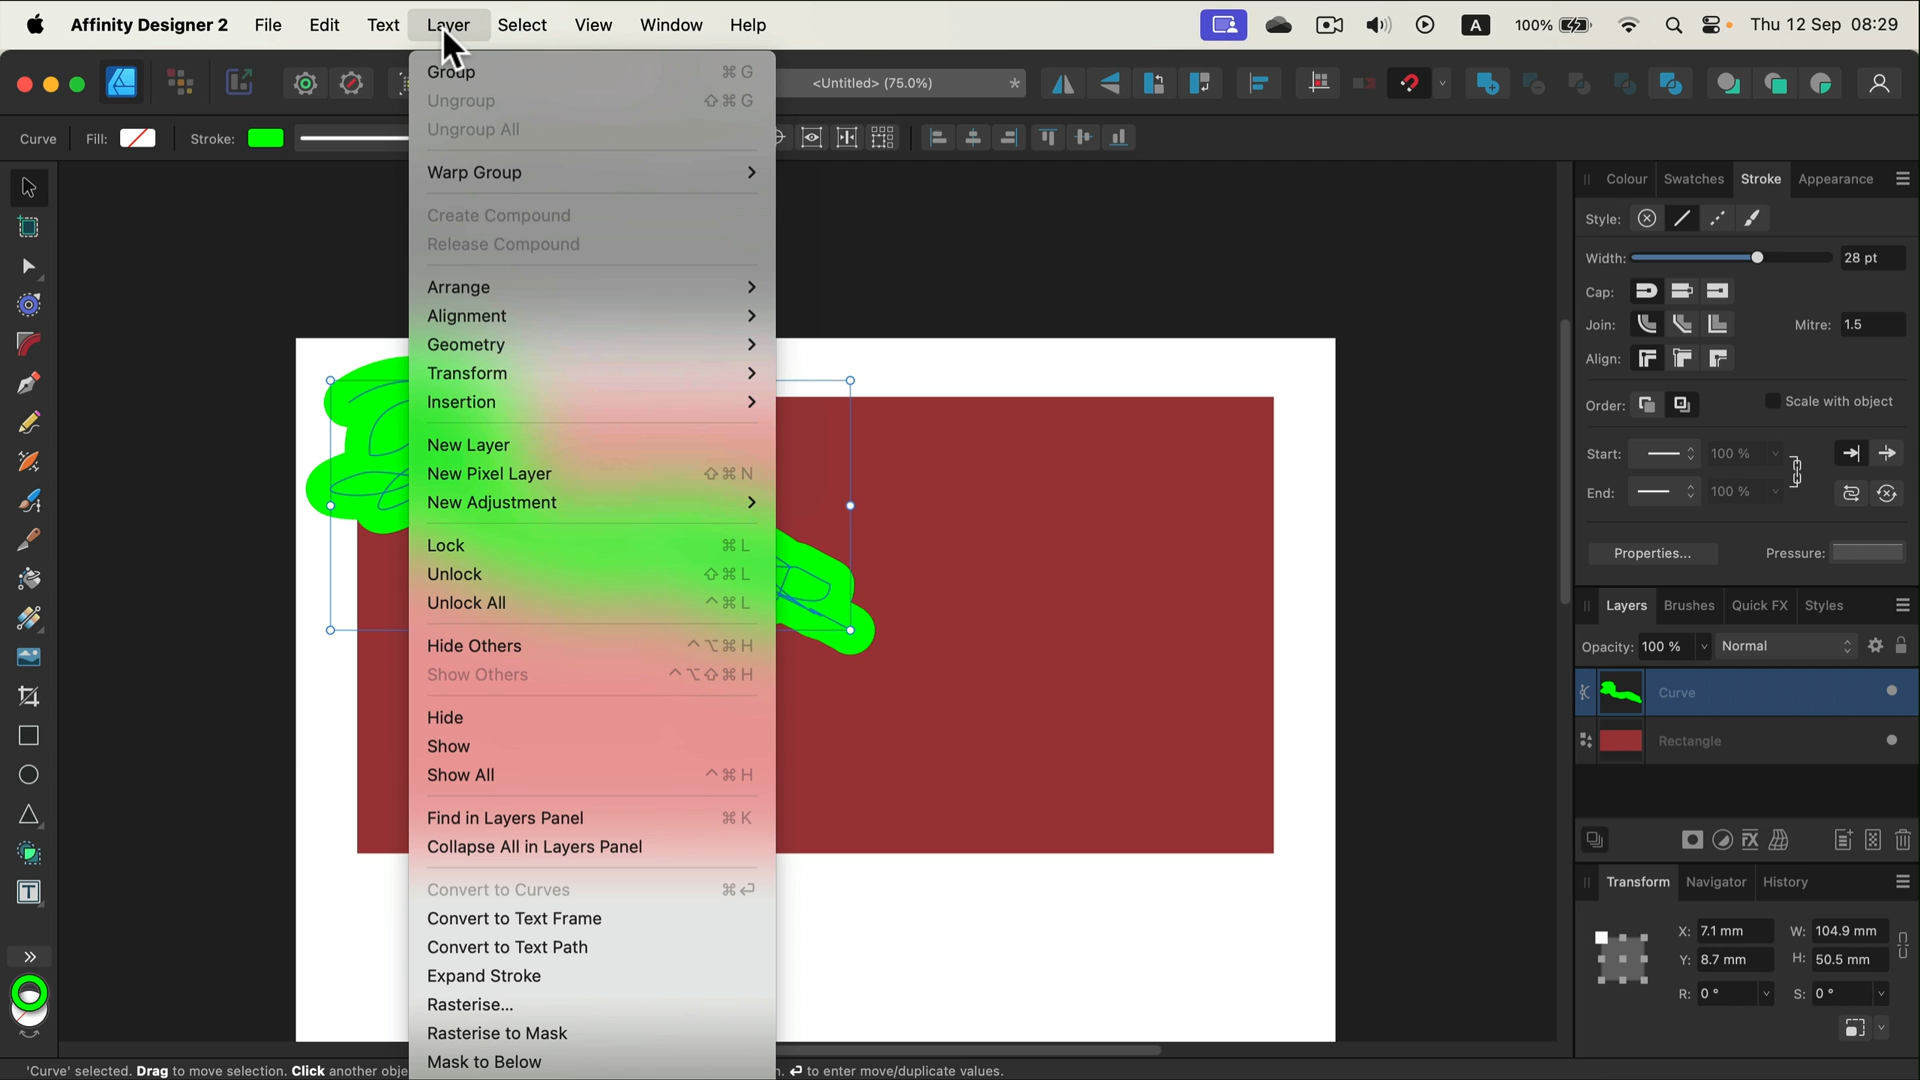 Affinity Designer 2 File Edit Text Layer Select View Window Help A 100% Thu 12 Sep 08:29
<Untitled> (75.0%) *
Curve Fill: Stroke:
Group ⌘ G
Ungroup ⇧ ⌘ G
Ungroup All
Warp Group
Create Compound
Release Compound
Arrange
Alignment
Geometry
Transform
Insertion
New Layer
New Pixel Layer ⇧ ⌘ N
New Adjustment
Lock ⌘ L
Unlock ⇧ ⌘ L
Unlock All ^ ⌘ L
Hide Others ^ ⌥ ⌘ H
Show Others ^ ⌥ ⇧ ⌘ H
Hide
Show
Show All ^ ⌘ H
Find in Layers Panel ⌘ K
Collapse All in Layers Panel
Convert to Curves ⌘ ↩
Convert to Text Frame
Convert to Text Path
Expand Stroke
Rasterise...
Rasterise to Mask
Mask to Below
Colour Swatches Stroke Appearance
Style:
Width: 28 pt
Cap:
Join: Mitre: 1.5
Align:
Order: Scale with object
Start: 100 %
End: 100 %
Properties... Pressure:
Layers Brushes Quick FX Styles
Opacity: 100 % Normal
Curve
Rectangle
FX
Transform Navigator History
X: 7.1 mm W: 104.9 mm
Y: 8.7 mm H: 50.5 mm
R: 0 ° S: 0 °
T
'Curve' selected. Drag to move selection. Click another obje
n. ↩ to enter move/duplicate values.